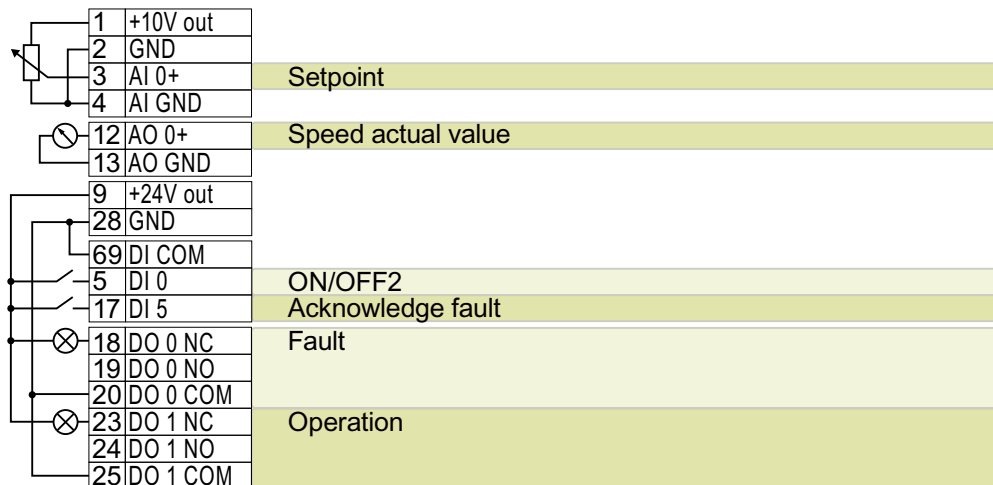 1 +10V out
2 GND
3 AI 0+ Setpoint
4 AI GND
12 AO 0+ Speed actual value
13 AO GND
9 +24V out
28 GND
69 DI COM
5 DI 0 ON/OFF2
17 DI 5 Acknowledge fault
18 DO 0 NC Fault
19 DO 0 NO
20 DO 0 COM
23 DO 1 NC Operation
24 DO 1 NO
25 DO 1 COM